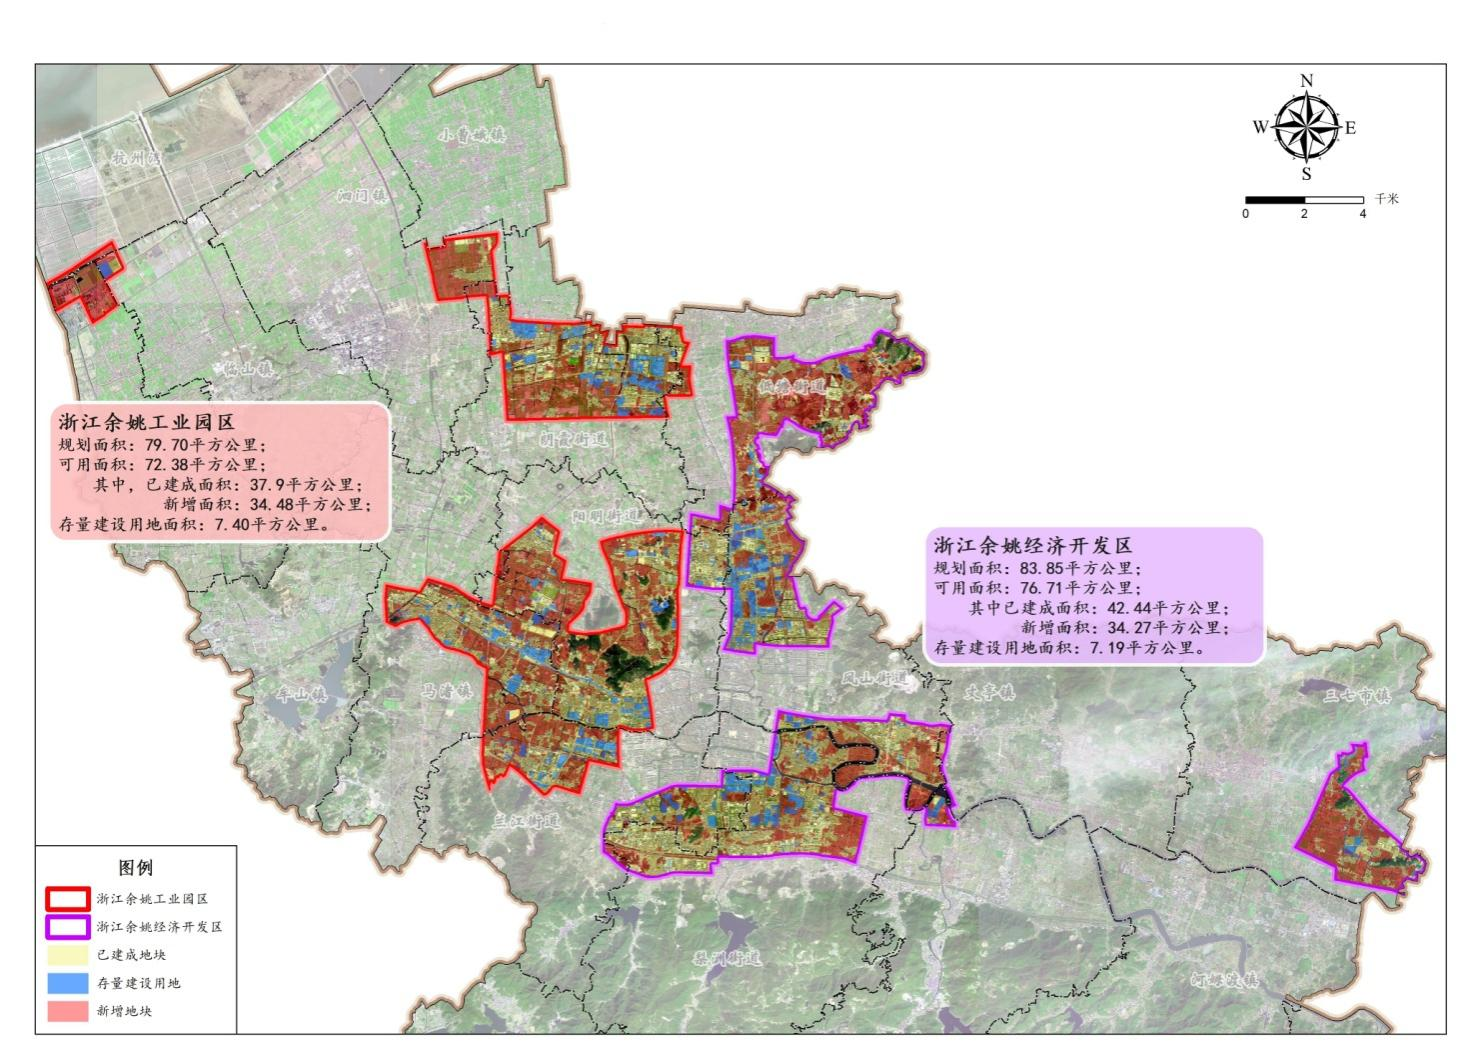 N
W
E
S
千米
0 2 4
小曹娥镇
杭州湾
泗门镇
临山镇
低塘街道
朗霞街道
阳明街道
浙江余姚工业园区
规划面积：79.70平方公里；
可用面积：72.38平方公里；
其中，已建成面积：37.9平方公里；
新增面积：34.48平方公里；
存量建设用地面积：7.40平方公里。
浙江余姚经济开发区
规划面积：83.85平方公里；
可用面积：76.71平方公里；
其中已建成面积：42.44平方公里；
新增面积：34.27平方公里；
存量建设用地面积：7.19平方公里。
牟山镇
马渚镇
凤山街道
丈亭镇
三七市镇
兰江街道
梨洲街道
河姆渡镇
图例
浙江余姚工业园区
浙江余姚经济开发区
已建成地块
存量建设用地
新增地块